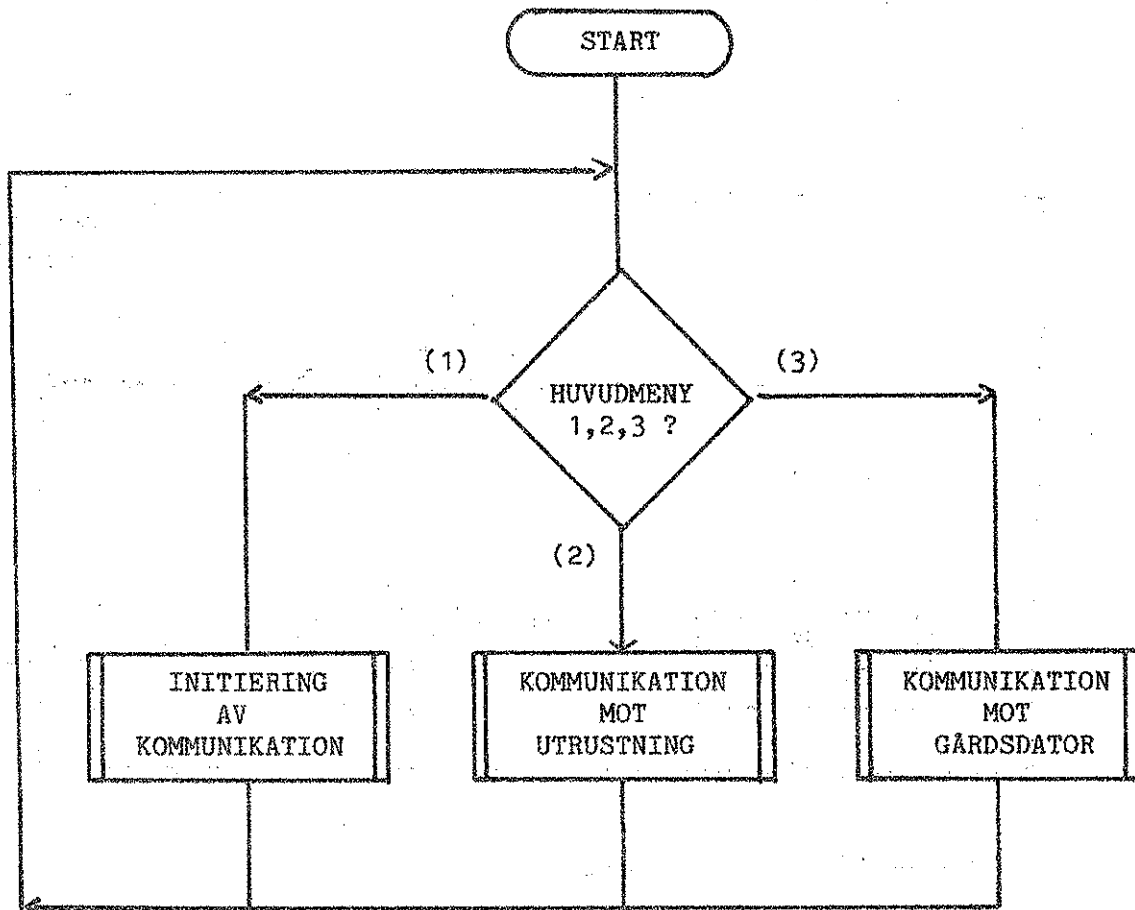 START
(1)
(3)
HUVUDMENY
1,2,3 ?
(2)
INITIERING
AV
KOMMUNIKATION
KOMMUNIKATION
MOT
UTRUSTNING
KOMMUNIKATION
MOT
GÅRDSDATOR